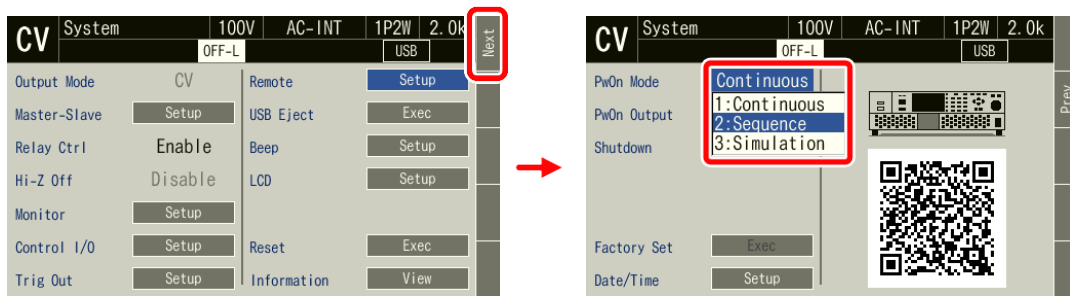 CV System 100V AC-INT 1P2W 2.0k
OFF-L USB
Next
Output Mode CV Remote Setup
Master-Slave Setup USB Eject Exec
Relay Ctrl Enable Beep Setup
Hi-Z Off Disable LCD Setup
Monitor Setup
Control I/O Setup Reset Exec
Trig Out Setup Information View
CV System 100V AC-INT 1P2W 2.0k
OFF-L USB
Prev
PwOn Mode Continuous
1:Continuous
PwOn Output 2:Sequence
Shutdown 3:Simulation
Factory Set Exec
Date/Time Setup